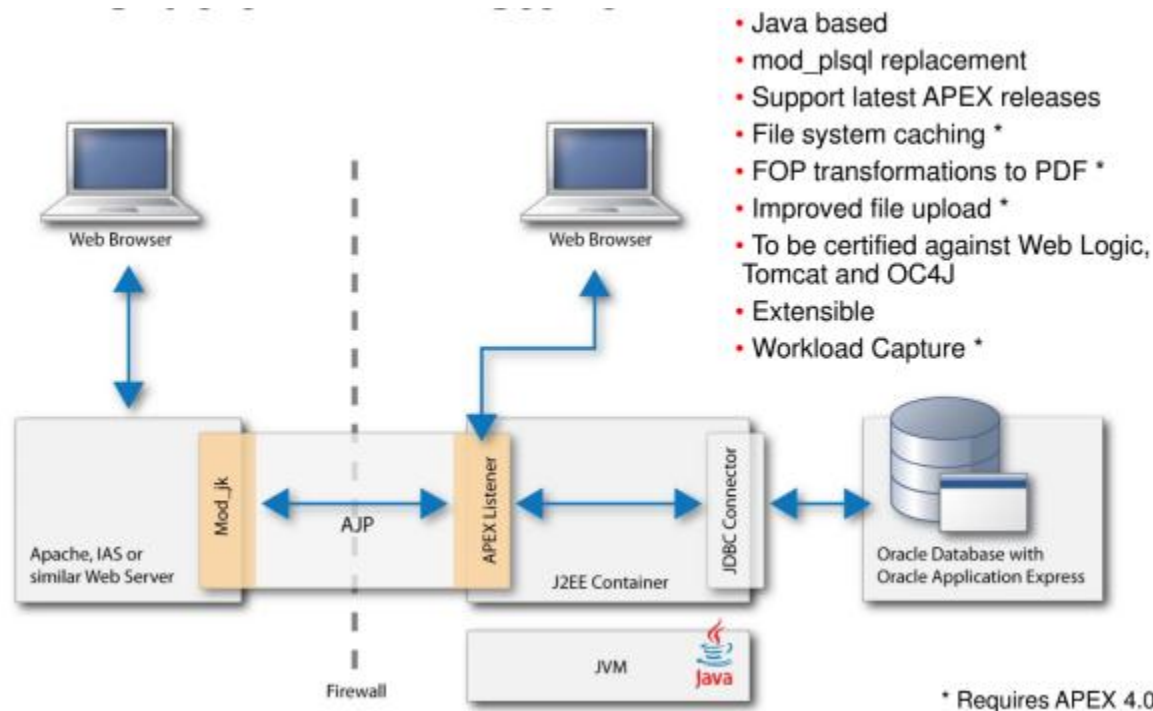 • Java based
• mod_plsql replacement
• Support latest APEX releases
• File system caching *
• FOP transformations to PDF *
• Improved file upload *
• To be certified against Web Logic,
Tomcat and OC4J
• Extensible
• Workload Capture *
Web Browser
Web Browser
Mod_jk
AJP
APEX Listener
JDBC Connector
Apache, IAS or
similar Web Server
J2EE Container
Oracle Database with
Oracle Application Express
JVM
Java
Firewall
* Requires APEX 4.0